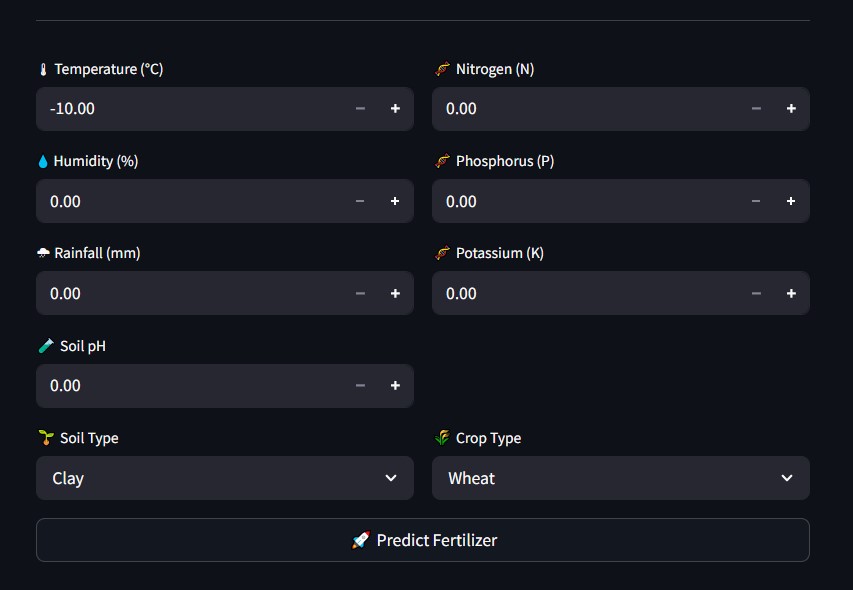 🌡 Temperature (°C)
-10.00
🧬 Nitrogen (N)
0.00
💧 Humidity (%)
0.00
🧬 Phosphorus (P)
0.00
🌧 Rainfall (mm)
0.00
🧬 Potassium (K)
0.00
🧪 Soil pH
0.00
🌱 Soil Type
Clay
🌾 Crop Type
Wheat
🚀 Predict Fertilizer